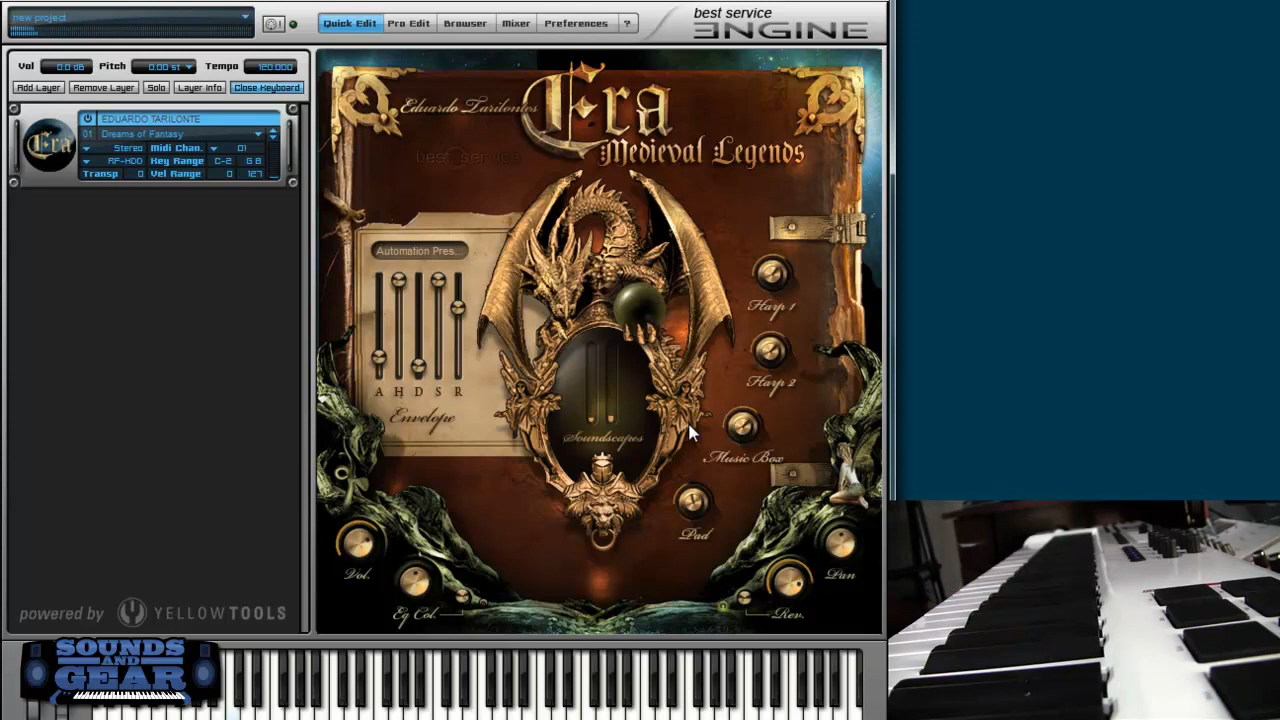 new project
Quick Edit Pro Edit Browser Mixer Preferences ?
best service
ENGINE
Vol 0.0 dB Pitch 0.00 st Tempo 120.000
Add Layer Remove Layer Solo Layer Info Close Keyboard
Era
EDUARDO TARILONTE
01 Dreams of Fantasy
Stereo Midi Chan. 01
RF-HDD Key Range C-2 G 8
Transp 0 Vel Range 0 127
Eduardo Tarilonte's
Era
Medieval Legends
best service
Automation Pres...
A H D S R
Envelope
Soundscapes
Harp 1
Harp 2
Music Box
Pad
Vol.
Eq Col.
Pan
Rev.
powered by YELLOWTOOLS
SOUNDS
AND
GEAR